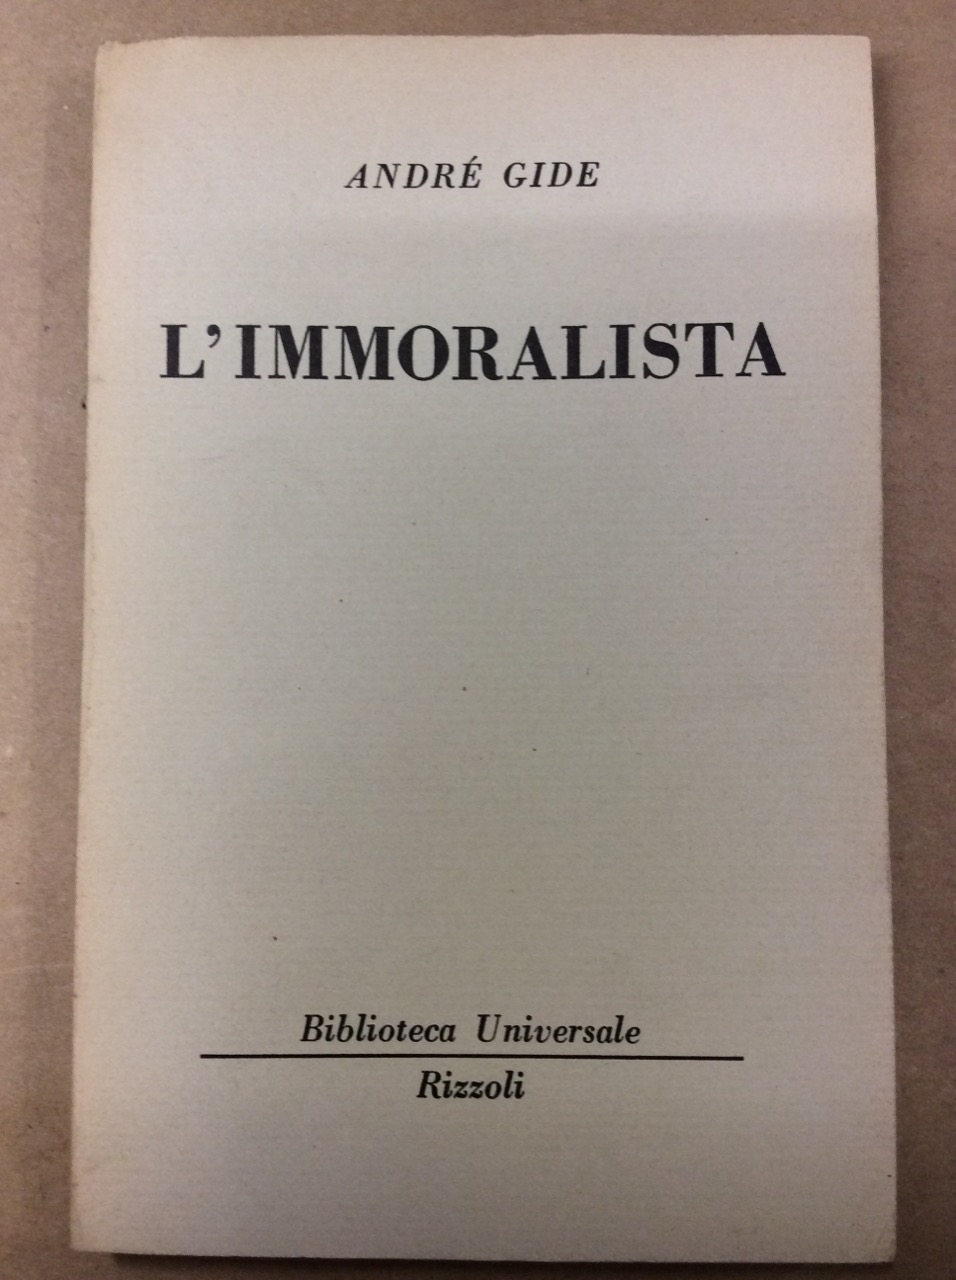 ANDRÉ GIDE
L'IMMORALISTA
Biblioteca Universale
Rizzoli